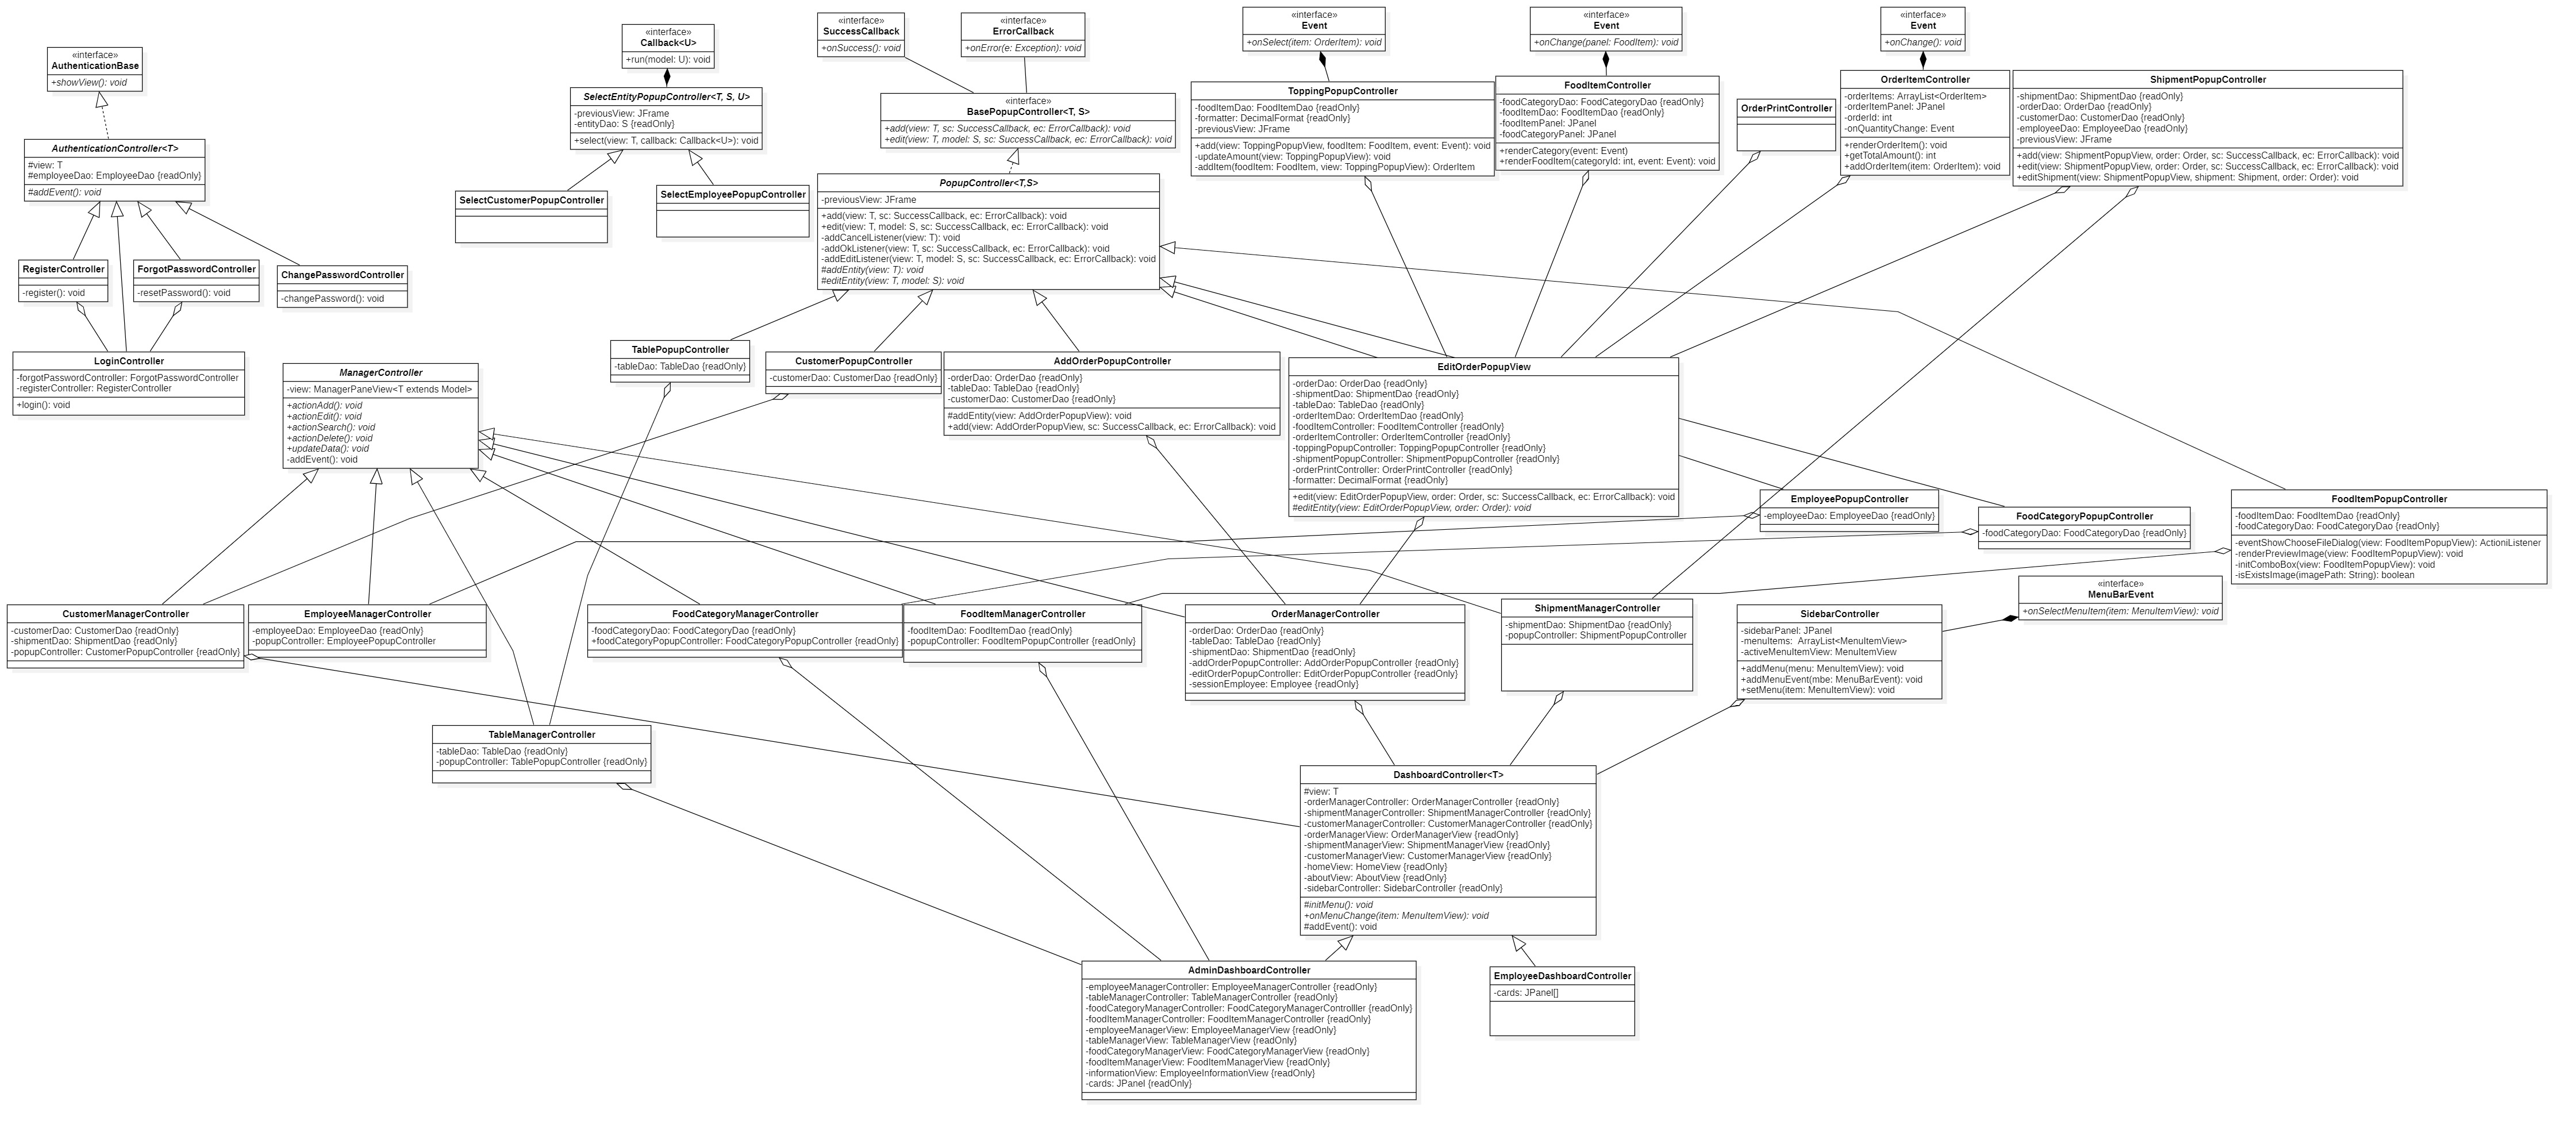 «interface»
AuthenticationBase
+showView(): void
AuthenticationController<T>
#view: T
#employeeDao: EmployeeDao {readOnly}
#addEvent(): void
RegisterController
-register(): void
ForgotPasswordController
-resetPassword(): void
ChangePasswordController
-changePassword(): void
LoginController
-forgotPasswordController: ForgotPasswordController
-registerController: RegisterController
+login(): void
«interface»
Callback<U>
+run(model: U): void
SelectEntityPopupController<T, S, U>
-previousView: JFrame
-entityDao: S {readOnly}
+select(view: T, callback: Callback<U>): void
SelectCustomerPopupController
SelectEmployeePopupController
«interface»
SuccessCallback
+onSuccess(): void
«interface»
ErrorCallback
+onError(e: Exception): void
«interface»
BasePopupController<T, S>
+add(view: T, sc: SuccessCallback, ec: ErrorCallback): void
+edit(view: T, model: S, sc: SuccessCallback, ec: ErrorCallback): void
PopupController<T,S>
-previousView: JFrame
+add(view: T, sc: SuccessCallback, ec: ErrorCallback): void
+edit(view: T, model: S, sc: SuccessCallback, ec: ErrorCallback): void
-addCancelListener(view: T): void
-addOkListener(view: T, sc: SuccessCallback, ec: ErrorCallback): void
-addEditListener(view: T, model: S, sc: SuccessCallback, ec: ErrorCallback): void
#addEntity(view: T): void
#editEntity(view: T, model: S): void
«interface»
Event
+onSelect(item: OrderItem): void
ToppingPopupController
-foodItemDao: FoodItemDao {readOnly}
-formatter: DecimalFormat {readOnly}
-previousView: JFrame
+add(view: ToppingPopupView, foodItem: FoodItem, event: Event): void
-updateAmount(view: ToppingPopupView): void
-addItem(foodItem: FoodItem, view: ToppingPopupView): OrderItem
«interface»
Event
+onChange(panel: FoodItem): void
FoodItemController
-foodCategoryDao: FoodCategoryDao {readOnly}
-foodItemDao: FoodItemDao {readOnly}
-foodItemPanel: JPanel
-foodCategoryPanel: JPanel
+renderCategory(event: Event)
+renderFoodItem(categoryId: int, event: Event): void
OrderPrintController
«interface»
Event
+onChange(): void
OrderItemController
-orderItems: ArrayList<OrderItem>
-orderItemPanel: JPanel
-orderId: int
-onQuantityChange: Event
+renderOrderItem(): void
+getTotalAmount(): int
+addOrderItem(item: OrderItem): void
ShipmentPopupController
-shipmentDao: ShipmentDao {readOnly}
-orderDao: OrderDao {readOnly}
-customerDao: CustomerDao {readOnly}
-employeeDao: EmployeeDao {readOnly}
-previousView: JFrame
+add(view: ShipmentPopupView, order: Order, sc: SuccessCallback, ec: ErrorCallback): void
+edit(view: ShipmentPopupView, order: Order, sc: SuccessCallback, ec: ErrorCallback): void
+editShipment(view: ShipmentPopupView, shipment: Shipment, order: Order): void
ManagerController
-view: ManagerPaneView<T extends Model>
+actionAdd(): void
+actionEdit(): void
+actionSearch(): void
+actionDelete(): void
+updateData(): void
-addEvent(): void
TablePopupController
-tableDao: TableDao {readOnly}
CustomerPopupController
-customerDao: CustomerDao {readOnly}
AddOrderPopupController
-orderDao: OrderDao {readOnly}
-tableDao: TableDao {readOnly}
-customerDao: CustomerDao {readOnly}
#addEntity(view: AddOrderPopupView): void
+add(view: AddOrderPopupView, sc: SuccessCallback, ec: ErrorCallback): void
EditOrderPopupView
-orderDao: OrderDao {readOnly}
-shipmentDao: ShipmentDao {readOnly}
-tableDao: TableDao {readOnly}
-orderItemDao: OrderItemDao {readOnly}
-foodItemController: FoodItemController {readOnly}
-orderItemController: OrderItemController {readOnly}
-toppingPopupController: ToppingPopupController {readOnly}
-shipmentPopupController: ShipmentPopupController {readOnly}
-orderPrintController: OrderPrintController {readOnly}
-formatter: DecimalFormat {readOnly}
+edit(view: EditOrderPopupView, order: Order, sc: SuccessCallback, ec: ErrorCallback): void
#editEntity(view: EditOrderPopupView, order: Order): void
EmployeePopupController
-employeeDao: EmployeeDao {readOnly}
FoodCategoryPopupController
-foodCategoryDao: FoodCategoryDao {readOnly}
FoodItemPopupController
-foodItemDao: FoodItemDao {readOnly}
-foodCategoryDao: FoodCategoryDao {readOnly}
-eventShowChooseFileDialog(view: FoodItemPopupView): ActioniListener
-renderPreviewImage(view: FoodItemPopupView): void
-initComboBox(view: FoodItemPopupView): void
-isExistsImage(imagePath: String): boolean
«interface»
MenuBarEvent
+onSelectMenuItem(item: MenuItemView): void
CustomerManagerController
-customerDao: CustomerDao {readOnly}
-shipmentDao: ShipmentDao {readOnly}
-popupController: CustomerPopupController {readOnly}
EmployeeManagerController
-employeeDao: EmployeeDao {readOnly}
-popupController: EmployeePopupController
FoodCategoryManagerController
-foodCategoryDao: FoodCategoryDao {readOnly}
+foodCategoryPopupController: FoodCategoryPopupController {readOnly}
FoodItemManagerController
-foodItemDao: FoodItemDao {readOnly}
-popupController: FoodItemPopupController {readOnly}
OrderManagerController
-orderDao: OrderDao {readOnly}
-tableDao: TableDao {readOnly}
-shipmentDao: ShipmentDao {readOnly}
-addOrderPopupController: AddOrderPopupController {readOnly}
-editOrderPopupController: EditOrderPopupController {readOnly}
-sessionEmployee: Employee {readOnly}
ShipmentManagerController
-shipmentDao: ShipmentDao {readOnly}
-popupController: ShipmentPopupController
SidebarController
-sidebarPanel: JPanel
-menuItems: ArrayList<MenuItemView>
-activeMenuItemView: MenuItemView
+addMenu(menu: MenuItemView): void
+addMenuEvent(mbe: MenuBarEvent): void
+setMenu(item: MenuItemView): void
TableManagerController
-tableDao: TableDao {readOnly}
-popupController: TablePopupController {readOnly}
DashboardController<T>
#view: T
-orderManagerController: OrderManagerController {readOnly}
-shipmentManagerController: ShipmentManagerController {readOnly}
-customerManagerController: CustomerManagerController {readOnly}
-orderManagerView: OrderManagerView {readOnly}
-shipmentManagerView: ShipmentManagerView {readOnly}
-customerManagerView: CustomerManagerView {readOnly}
-homeView: HomeView {readOnly}
-aboutView: AboutView {readOnly}
-sidebarController: SidebarController {readOnly}
#initMenu(): void
+onMenuChange(item: MenuItemView): void
#addEvent(): void
AdminDashboardController
-employeeManagerController: EmployeeManagerController {readOnly}
-tableManagerController: TableManagerController {readOnly}
-foodCategoryManagerController: FoodCategoryManagerControlller {readOnly}
-foodItemManagerController: FoodItemManagerController {readOnly}
-employeeManagerView: EmployeeManagerView {readOnly}
-tableManagerView: TableManagerView {readOnly}
-foodCategoryManagerView: FoodCategoryManagerView {readOnly}
-foodItemManagerView: FoodItemManagerView {readOnly}
-informationView: EmployeeInformationView {readOnly}
-cards: JPanel {readOnly}
EmployeeDashboardController
-cards: JPanel[]